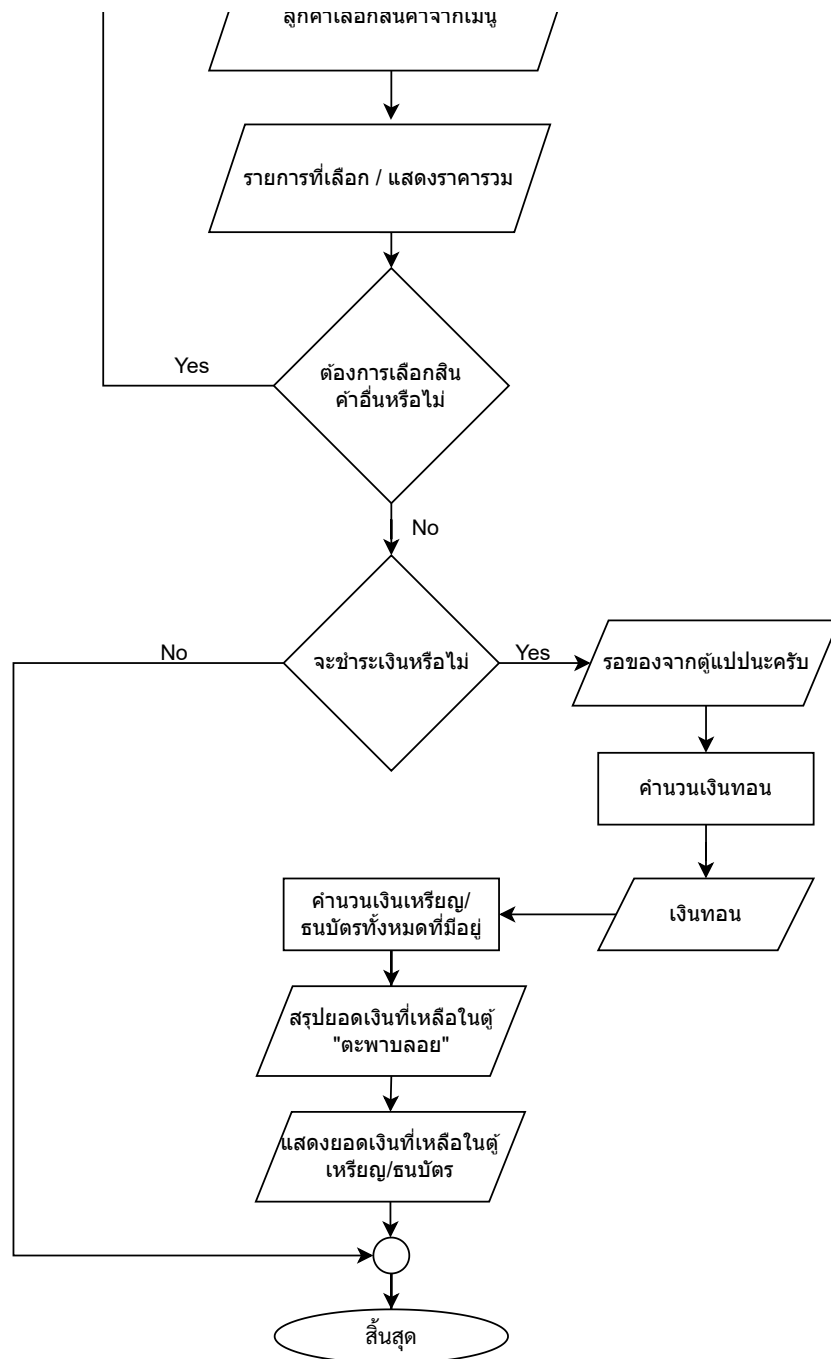 ลูกค้าเลือกสินค้าจากเมนู
รายการที่เลือก / แสดงราคารวม
Yes
ต้องการเลือกสิน
ค้าอื่นหรือไม่
No
No
จะชำระเงินหรือไม่
Yes
รอของจากตู้แปปนะครับ
คำนวนเงินทอน
คำนวนเงินเหรียญ/
ธนบัตรทั้งหมดที่มีอยู่
เงินทอน
สรุปยอดเงินที่เหลือในตู้
"ตะพาบลอย"
แสดงยอดเงินที่เหลือในตู้
เหรียญ/ธนบัตร
สิ้นสุด